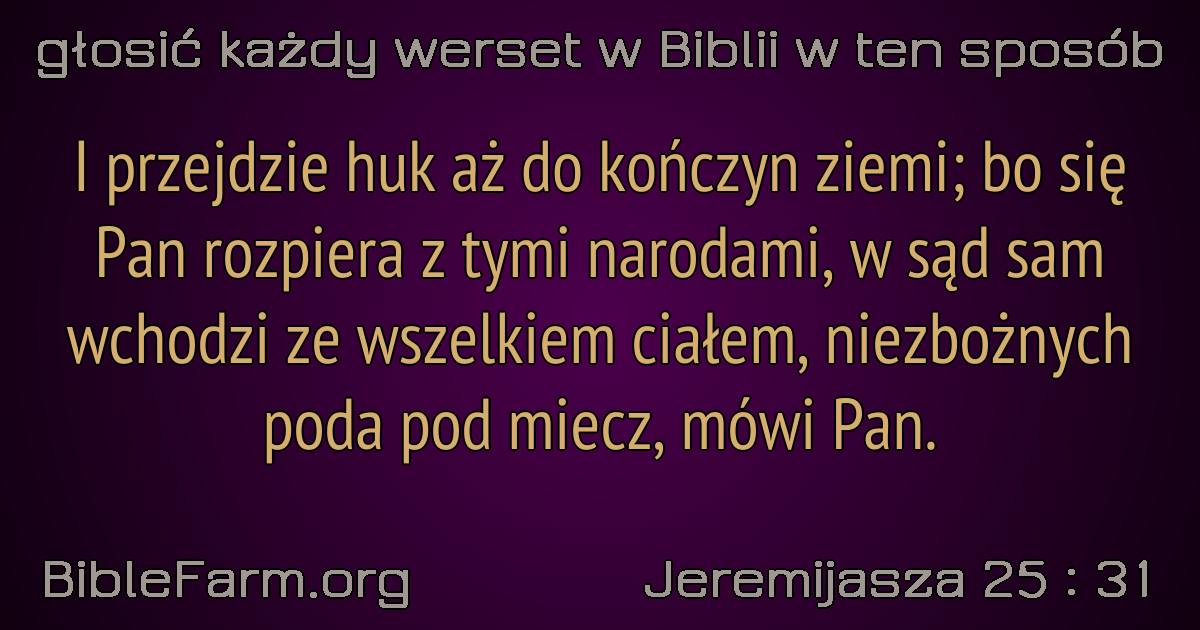 głosić każdy werset w Biblii w ten sposób
I przejdzie huk aż do kończyn ziemi; bo się
Pan rozpiera z tymi narodami, w sąd sam
wchodzi ze wszelkiem ciałem, niezbożnych
poda pod miecz, mówi Pan.
BibleFarm.org
Jeremijasza 25 : 31